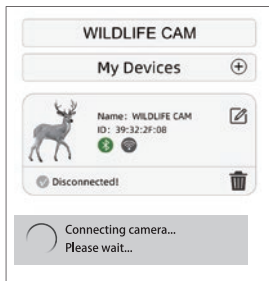 WILDLIFE CAM
My Devices
Name: WILDLIFE CAM
ID: 39:32:2F:08
Disconnected!
Connecting camera...
Please wait...